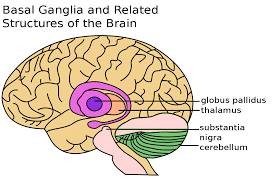 Basal Ganglia and Related
Structures of the Brain
globus pallidus
thalamus
substantia
nigra
cerebellum